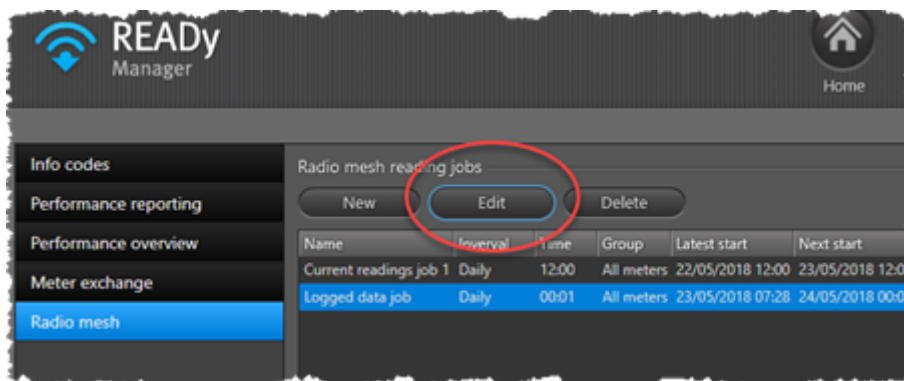 READy
Manager
Home
Info codes
Performance reporting
Performance overview
Meter exchange
Radio mesh
Radio mesh reading jobs
New Edit Delete
Name Inverval Time Group Latest start Next start
Current readings job 1 Daily 12:00 All meters 22/05/2018 12:00 23/05/2018 12:0
Logged data job Daily 00:01 All meters 23/05/2018 07:28 24/05/2018 00:0